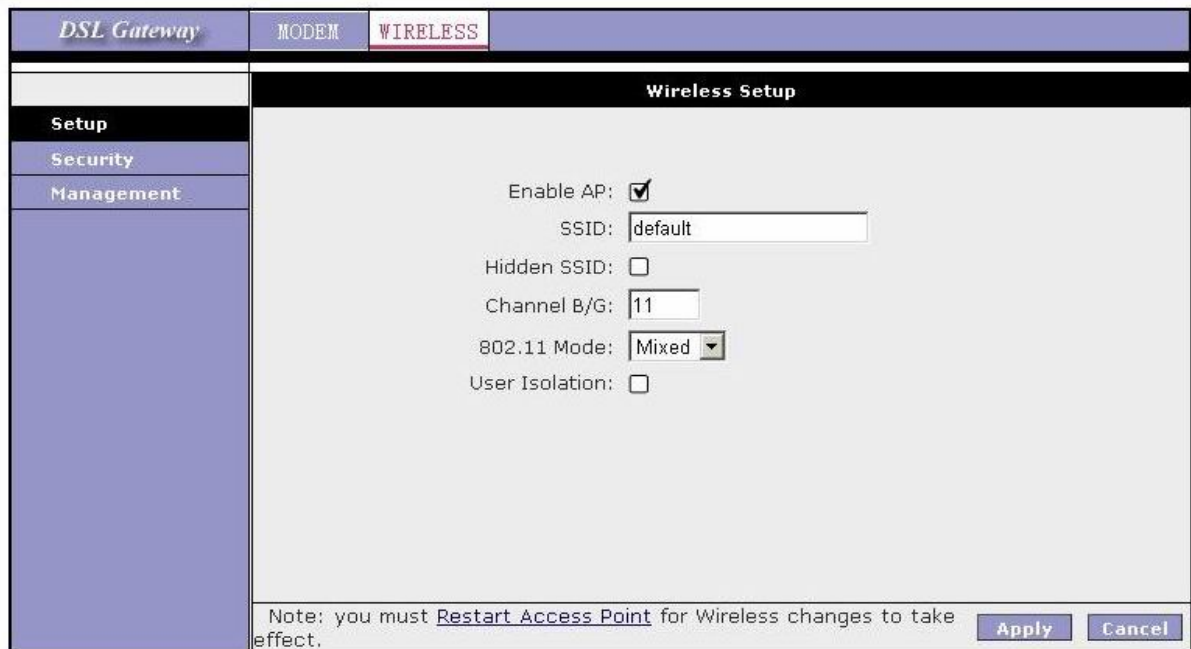 DSL Gateway
MODEM
WIRELESS
Wireless Setup
Setup
Security
Management
Enable AP:
SSID: default
Hidden SSID:
Channel B/G: 11
802.11 Mode: Mixed
User Isolation:
Note: you must Restart Access Point for Wireless changes to take
effect.
Apply
Cancel